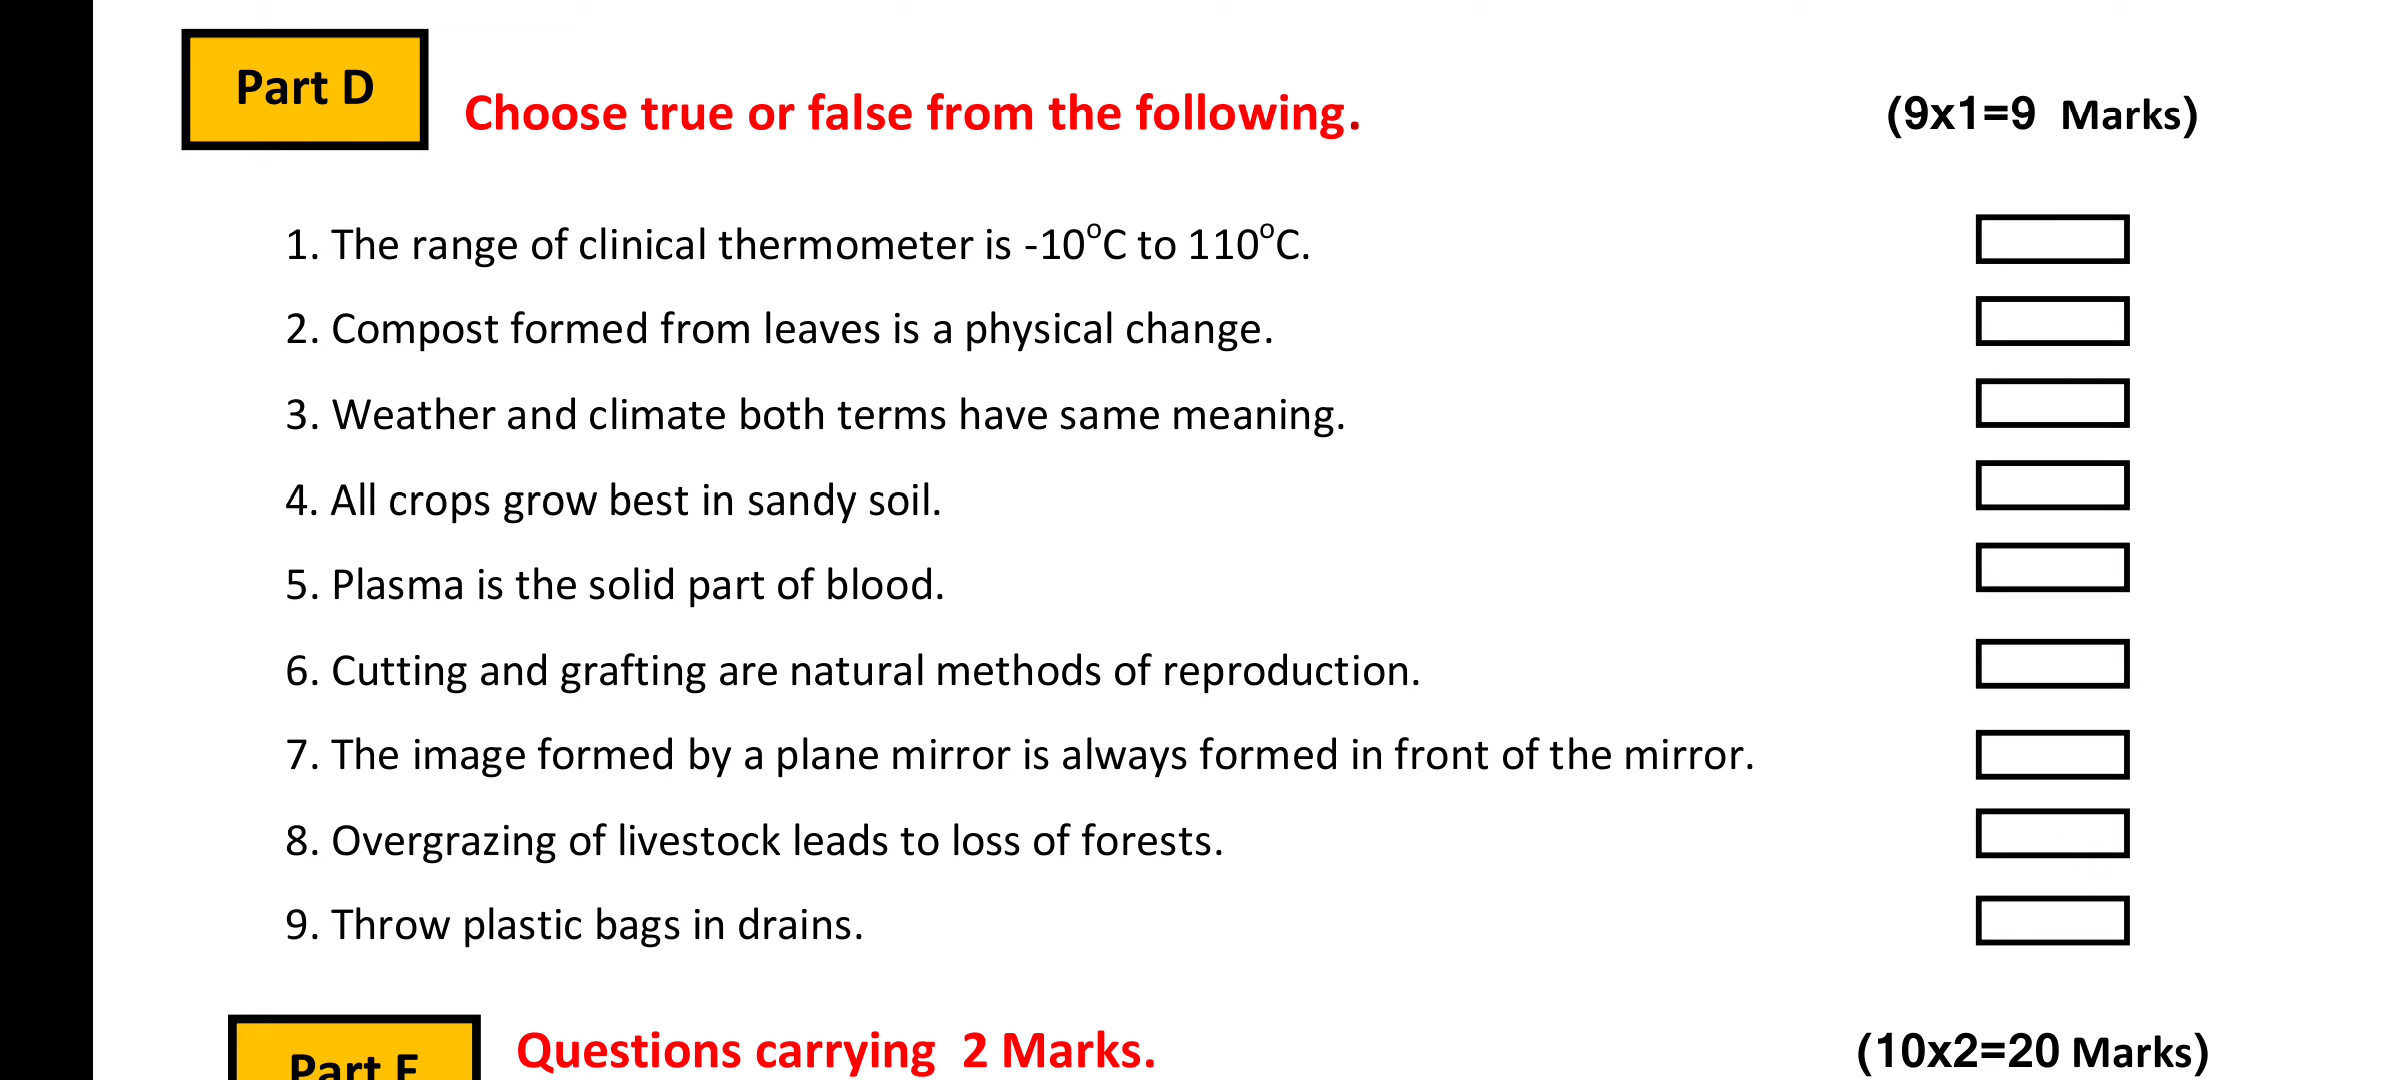 Part D
Choose true or false from the following.
(9x1=9 Marks)
1. The range of clinical thermometer is -10°C to 110°C.
2. Compost formed from leaves is a physical change.
3. Weather and climate both terms have same meaning.
4. All crops grow best in sandy soil.
5. Plasma is the solid part of blood.
6. Cutting and grafting are natural methods of reproduction.
7. The image formed by a plane mirror is always formed in front of the mirror.
8. Overgrazing of livestock leads to loss of forests.
9. Throw plastic bags in drains.
Part
Questions carrying 2 Marks.
(10x2=20 Marks)